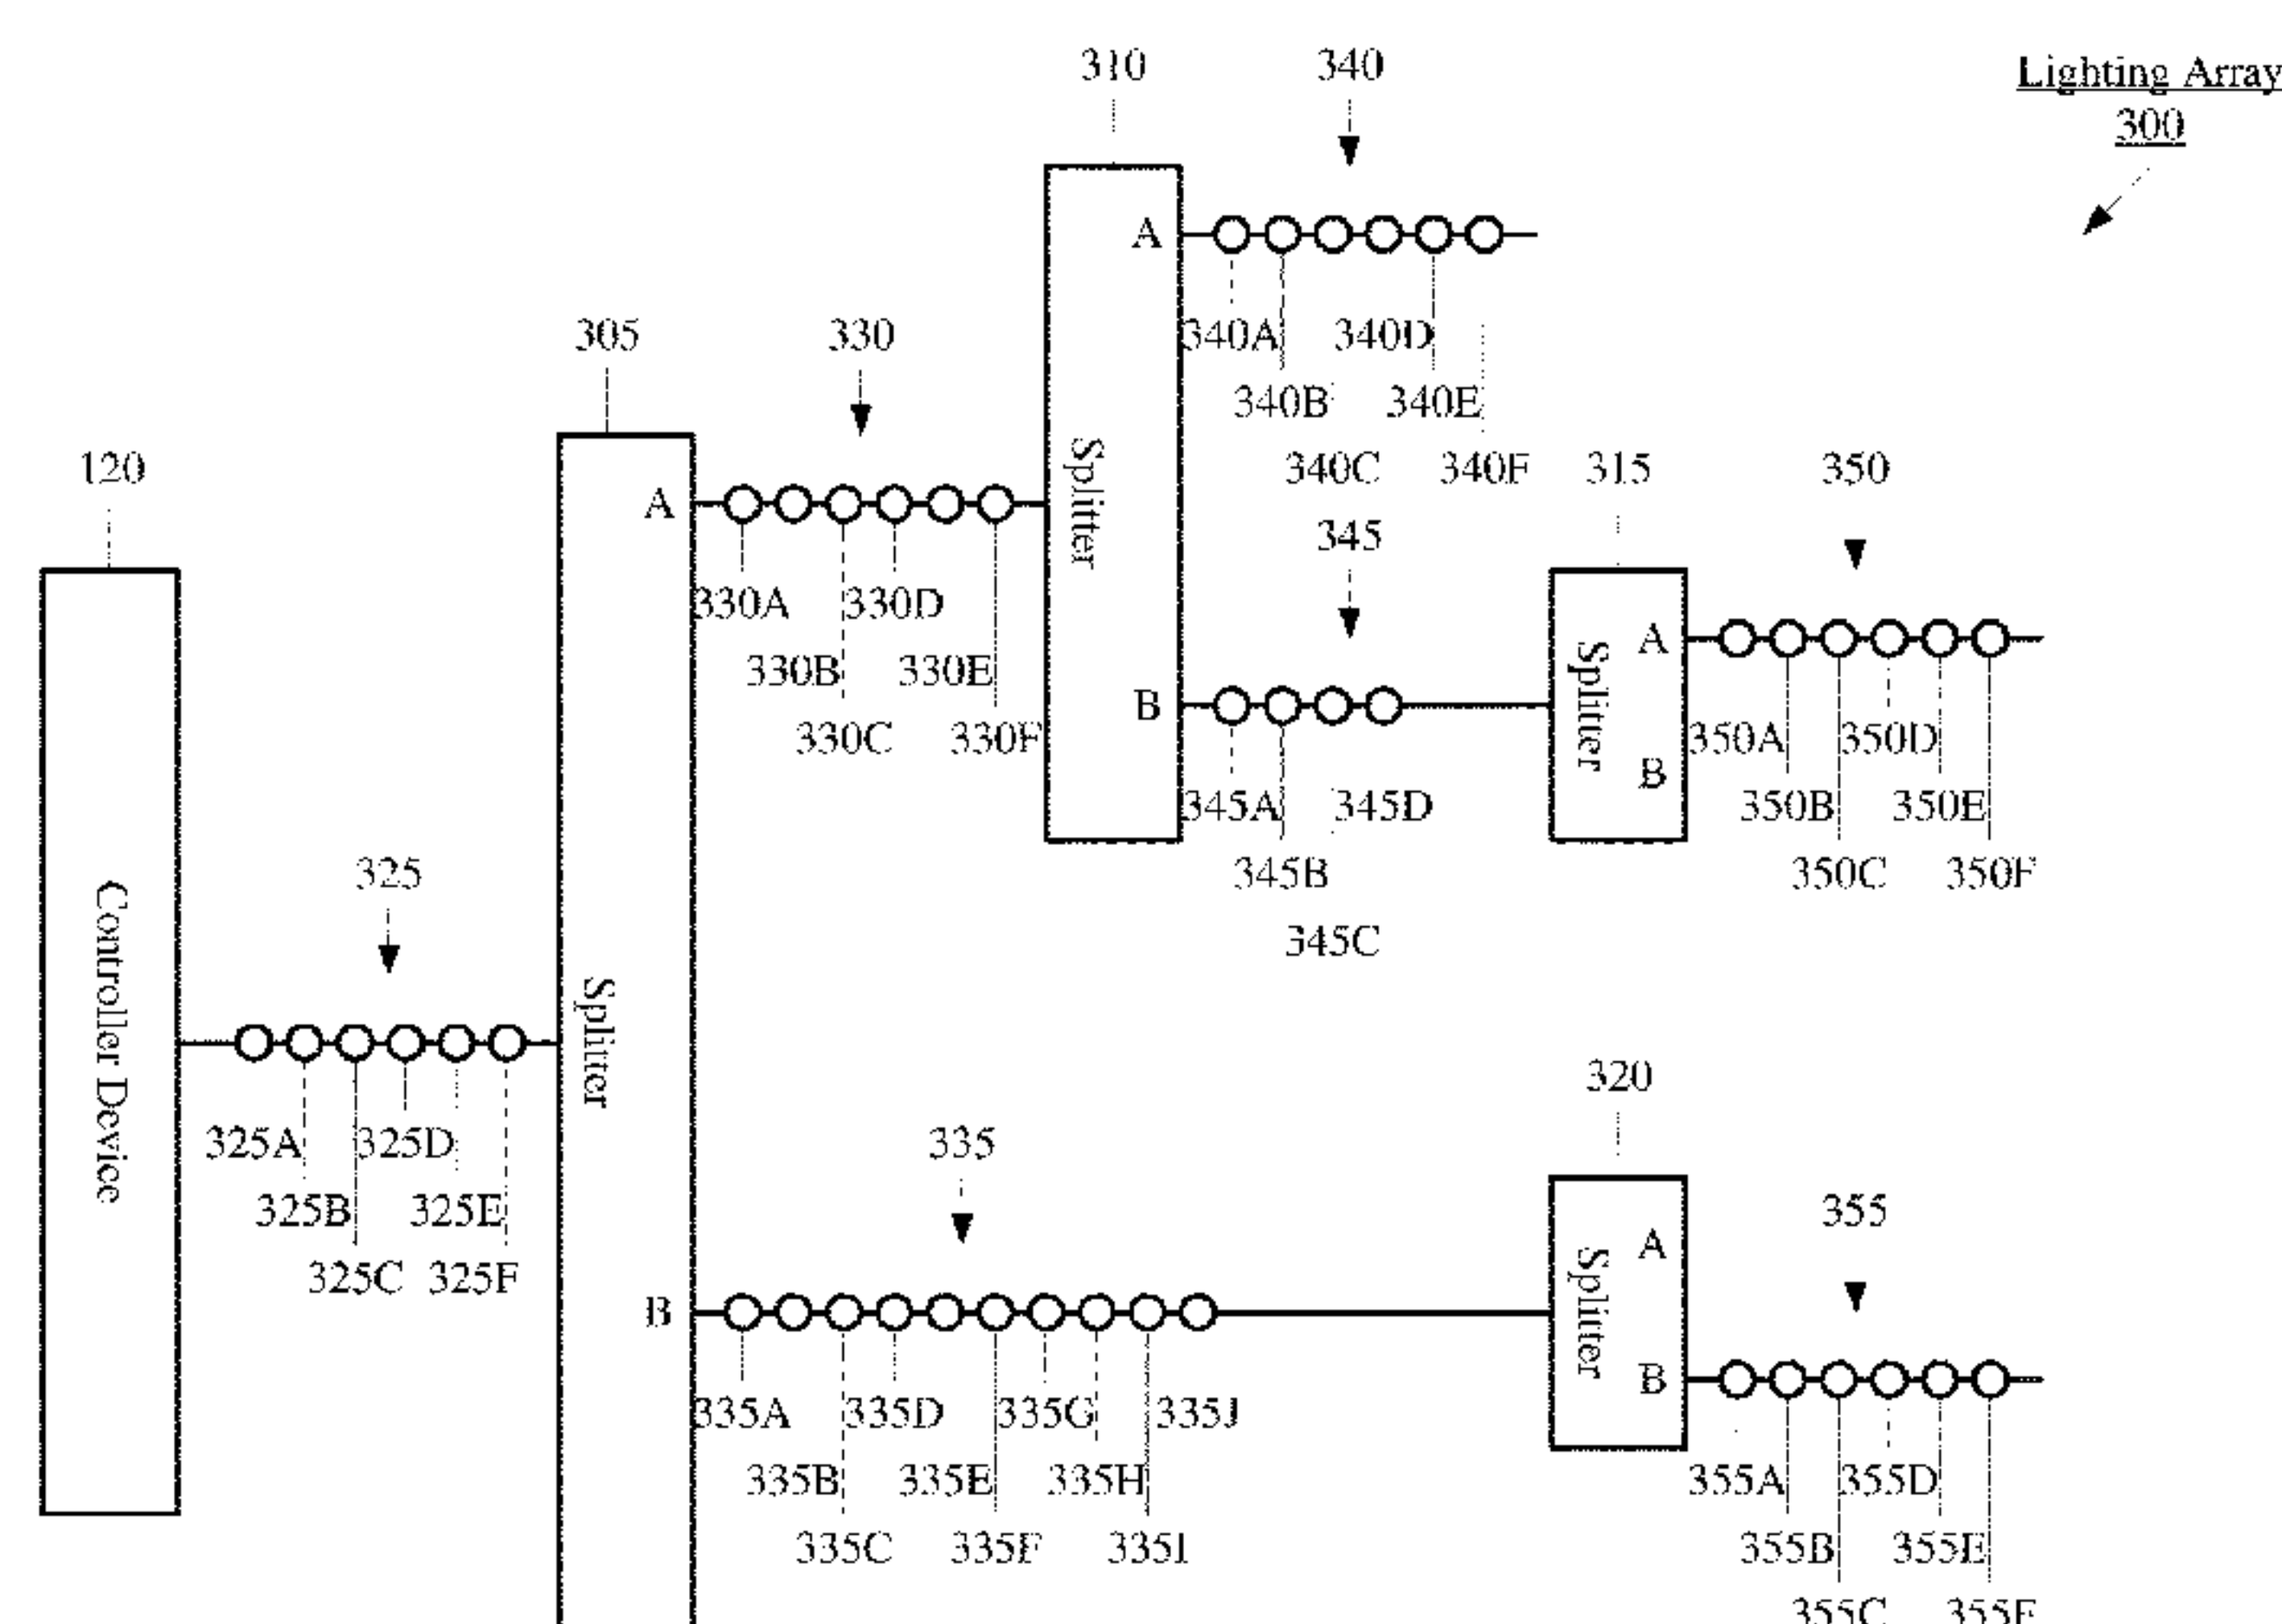 310
340
Lighting Array
300
A
305
330
340A
340D
340B
340E
120
A
Splitter
340C
340F
315
350
345
330A
330D
A
330B
330E
B
Splitter
330C
330F
350A
350D
B
345A
345D
350B
350E
325
345B
350C
350F
345C
Controller Device
Splitter
320
325A
325D
335
325B
325E
355
A
325C
325F
B
Splitter
B
335A
335D
335G
335J
355A
355D
335B
335E
335H
355B
355E
335C
335F
335I
355C
355F